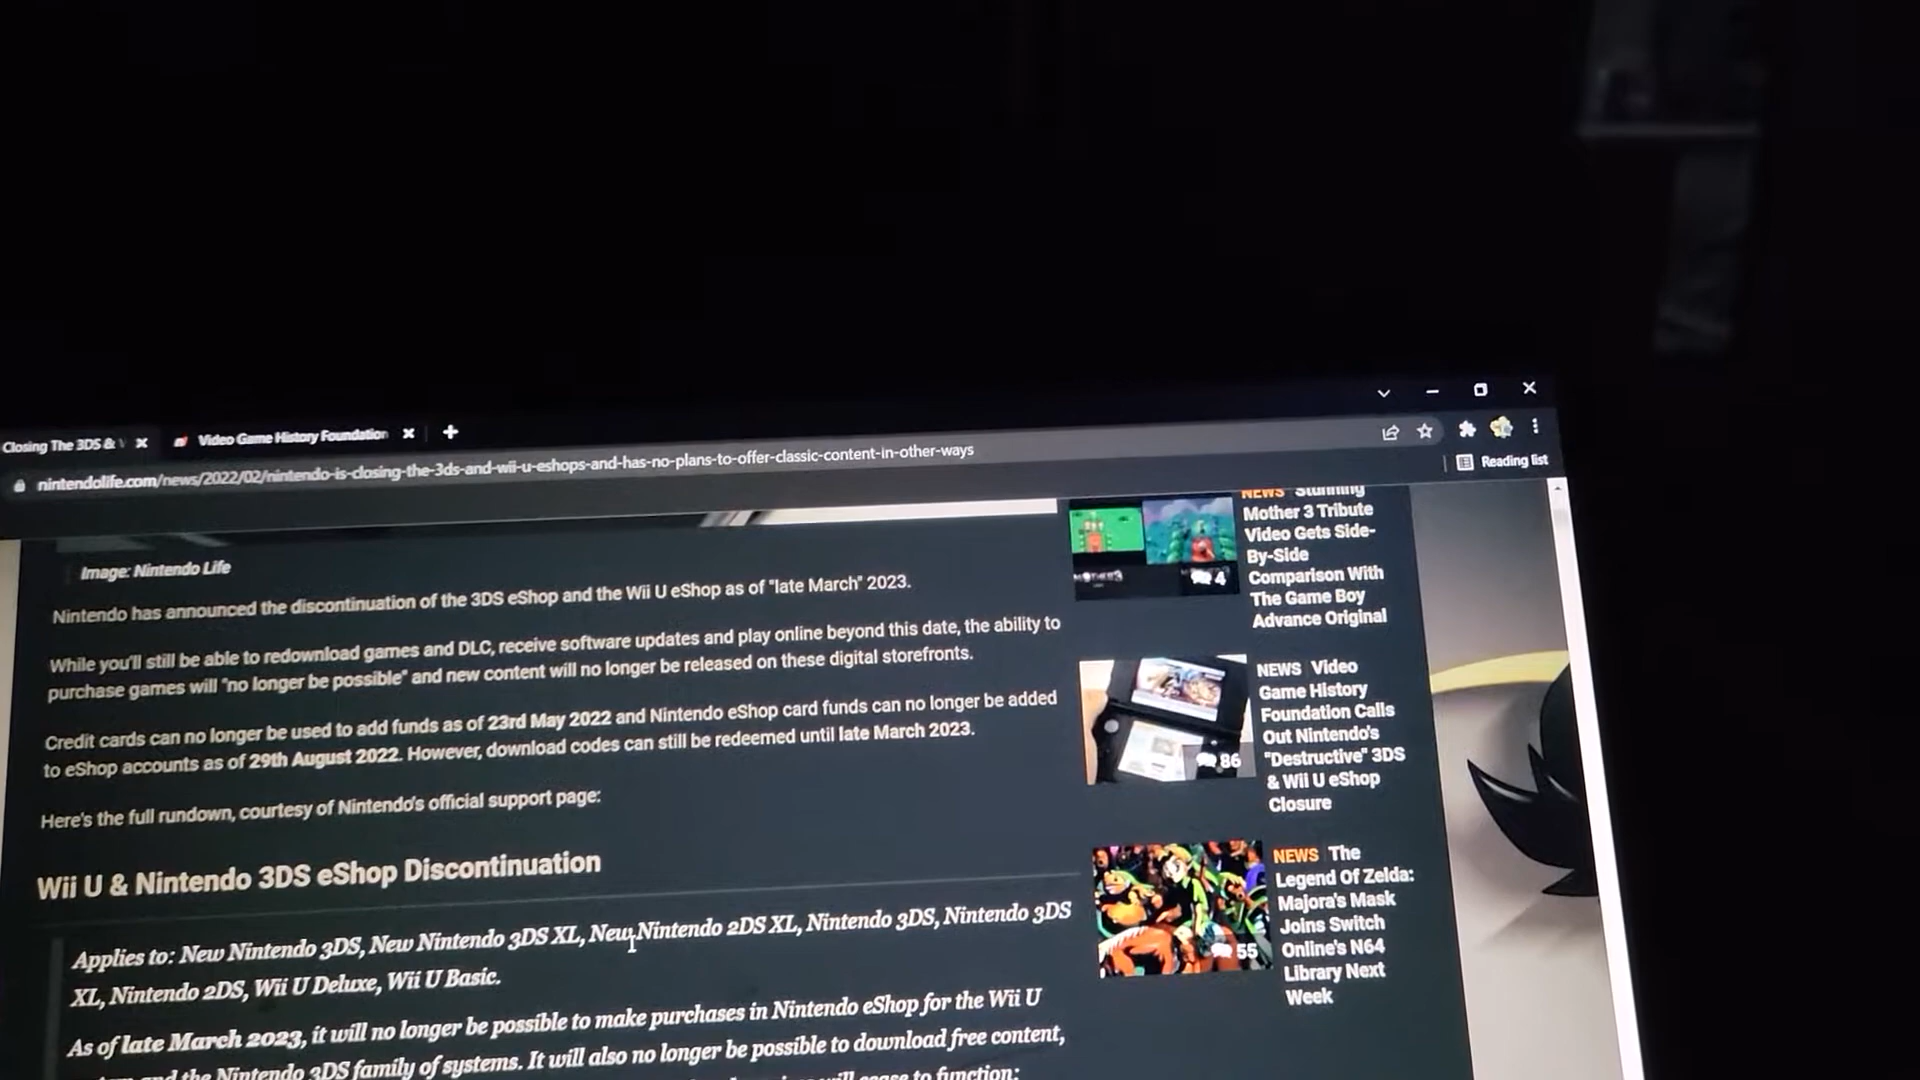 Closing The 3DS &
Video Game History Foundation
nintendolife.com/news/2022/02/nintendo-is-closing-the-3ds-and-wii-u-eshops-and-has-no-plans-to-offer-classic-content-in-other-ways
Reading list
Image: Nintendo Life
Nintendo has announced the discontinuation of the 3DS eShop and the Wii U eShop as of "late March" 2023.
While you'll still be able to redownload games and DLC, receive software updates and play online beyond this date, the ability to
purchase games will "no longer be possible" and new content will no longer be released on these digital storefronts.
Credit cards can no longer be used to add funds as of 23rd May 2022 and Nintendo eShop card funds can no longer be added
to eShop accounts as of 29th August 2022. However, download codes can still be redeemed until late March 2023.
Here's the full rundown, courtesy of Nintendo's official support page:
Wii U & Nintendo 3DS eShop Discontinuation
Applies to: New Nintendo 3DS, New Nintendo 3DS XL, New Nintendo 2DS XL, Nintendo 3DS, Nintendo 3DS
XL, Nintendo 2DS, Wii U Deluxe, Wii U Basic.
As of late March 2023, it will no longer be possible to make purchases in Nintendo eShop for the Wii U
and the Nintendo 3DS family of systems. It will also no longer be possible to download free content,
will cease to function:
NEWS Stunning
Mother 3 Tribute
Video Gets Side-
By-Side
Comparison With
The Game Boy
Advance Original
MOTHER3
4
NEWS Video
Game History
Foundation Calls
Out Nintendo's
"Destructive" 3DS
& Wii U eShop
Closure
86
NEWS The
Legend Of Zelda:
Majora's Mask
Joins Switch
Online's N64
Library Next
Week
55